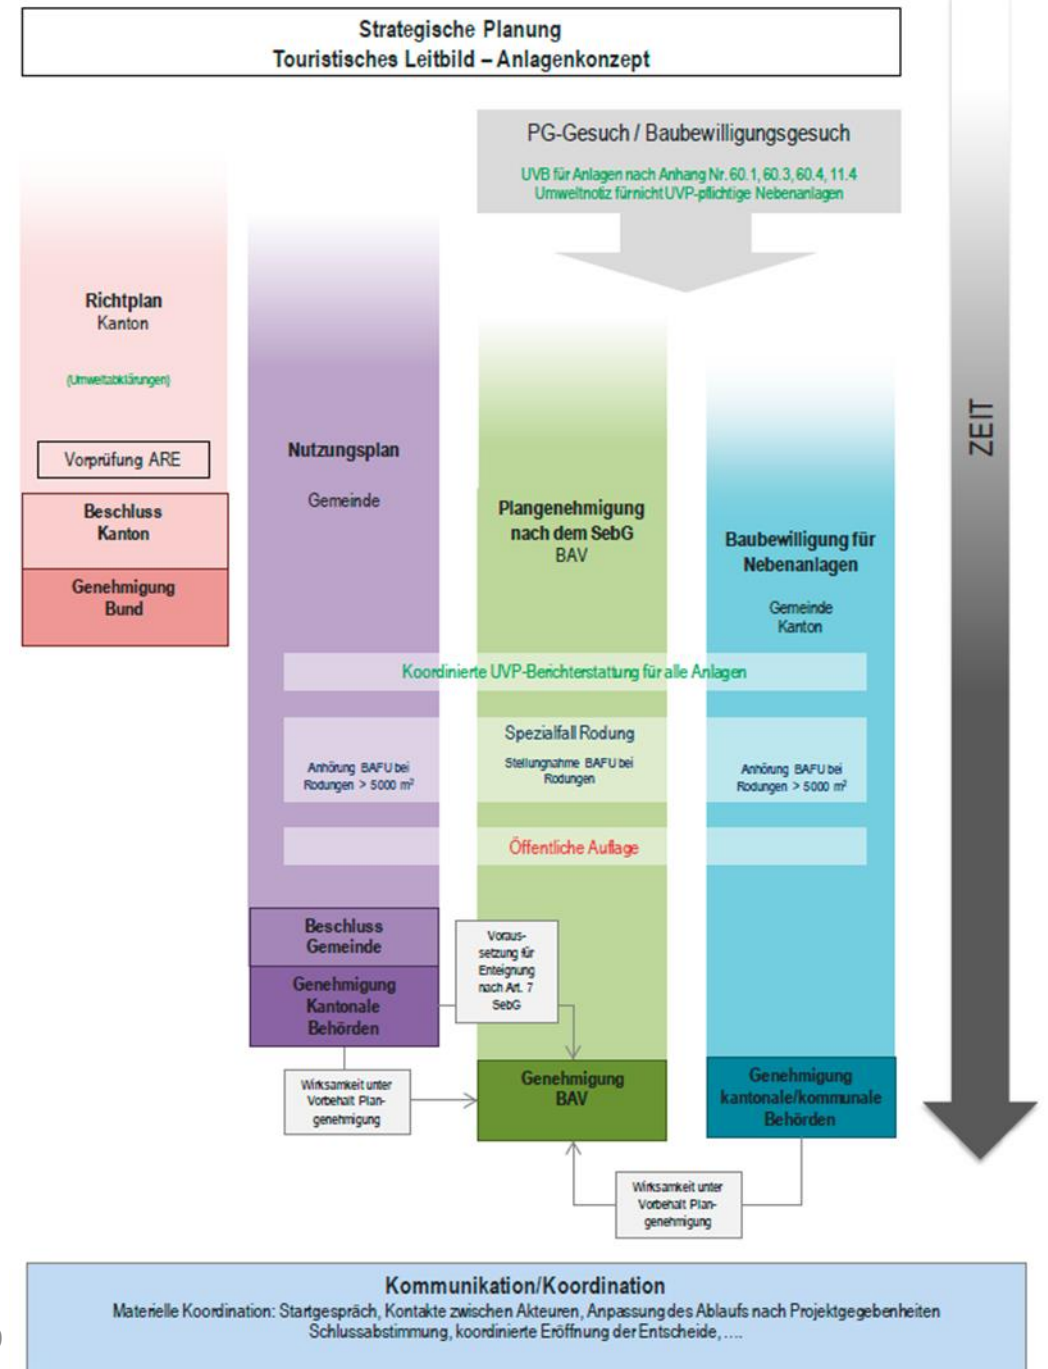 Strategische Planung
Touristisches Leitbild – Anlagenkonzept
PG-Gesuch / Baubewilligungsgesuch
UVB für Anlagen nach Anhang Nr. 60.1, 60.3, 60.4, 11.4
Umweltnotiz für nicht UVP-pflichtige Nebenanlagen
Richtplan
Kanton
(Umweltabklärungen)
Vorprüfung ARE
Beschluss
Kanton
Genehmigung
Bund
Nutzungsplan
Gemeinde
Plangenehmigung
nach dem SebG
BAV
Baubewilligung für
Nebenanlagen
Gemeinde
Kanton
ZEIT
Koordinierte UVP-Berichterstattung für alle Anlagen
Spezialfall Rodung
Anhörung BAFU bei
Rodungen > 5000 m²
Stellungnahme BAFU bei
Rodungen
Anhörung BAFU bei
Rodungen > 5000 m²
Öffentliche Auflage
Beschluss
Gemeinde
Genehmigung
Kantonale
Behörden
Voraus-
setzung für
Enteignung
nach Art. 7
SebG
Wirksamkeit unter
Vorbehalt Plan-
genehmigung
Genehmigung
BAV
Genehmigung
kantonale/kommunale
Behörden
Wirksamkeit unter
Vorbehalt Plan-
genehmigung
Kommunikation/Koordination
Materielle Koordination: Startgespräch, Kontakte zwischen Akteuren, Anpassung des Ablaufs nach Projektgegebenheiten
Schlussabstimmung, koordinierte Eröffnung der Entscheide, ....